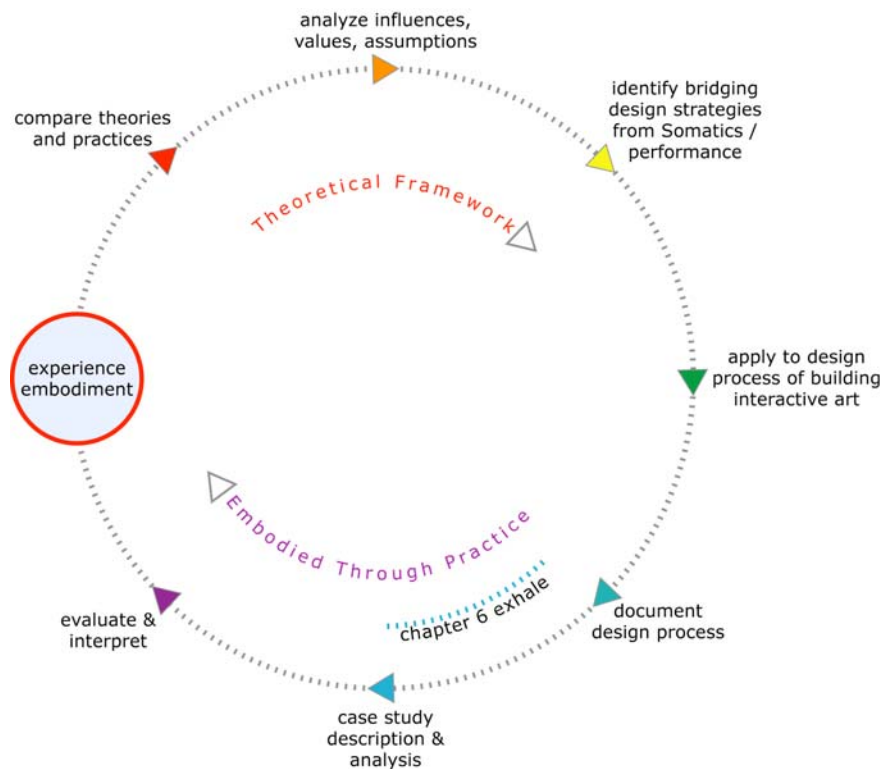 analyze influences,
values, assumptions
identify bridging
design strategies
from Somatics /
performance
compare theories
and practices
Theoretical Framework
experience
embodiment
apply to design
process of building
interactive art
Embodied Through Practice
chapter 6 exhale
document
design process
evaluate &
interpret
case study
description &
analysis